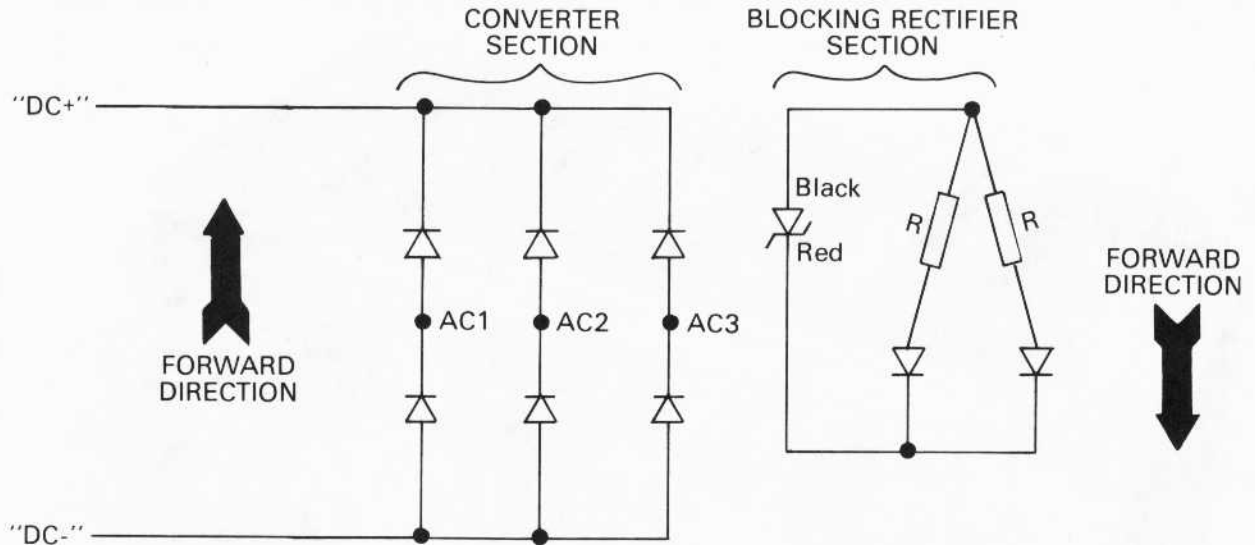 CONVERTER
SECTION
BLOCKING RECTIFIER
SECTION
"DC+"
Black
Red
R
R
FORWARD
DIRECTION
AC1
AC2
AC3
FORWARD
DIRECTION
"DC-"